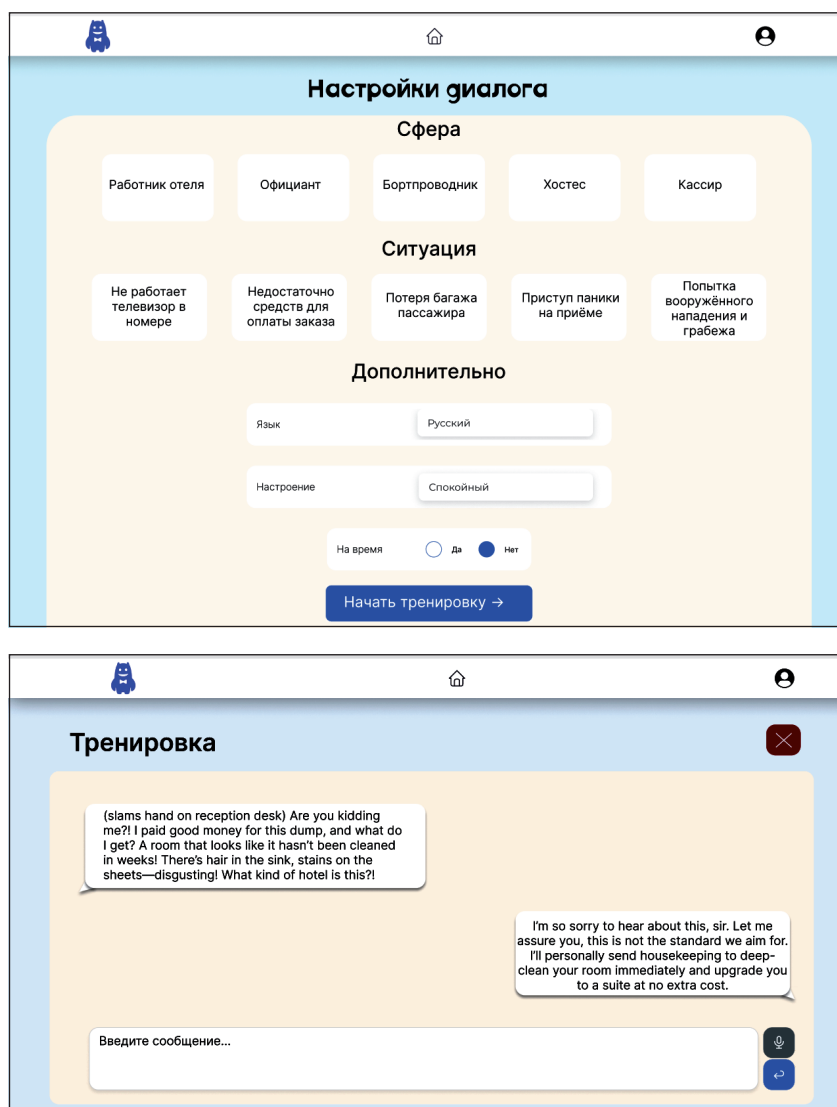 Настройки диалога
Сфера
Работник отеля
Официант
Бортпроводник
Хостес
Кассир
Ситуация
Не работает
телевизор в
номере
Недостаточно
средств для
оплаты заказа
Потеря багажа
пассажира
Приступ паники
на приёме
Попытка
вооружённого
нападения и
грабежа
Дополнительно
Язык
Русский
Настроение
Спокойный
На время
Да
Нет
Начать тренировку →
Тренировка
(slams hand on reception desk) Are you kidding
me?! I paid good money for this dump, and what do
I get? A room that looks like it hasn't been cleaned
in weeks! There's hair in the sink, stains on the
sheets—disgusting! What kind of hotel is this?!
I'm so sorry to hear about this, sir. Let me
assure you, this is not the standard we aim for.
I'll personally send housekeeping to deep-
clean your room immediately and upgrade you
to a suite at no extra cost.
Введите сообщение...